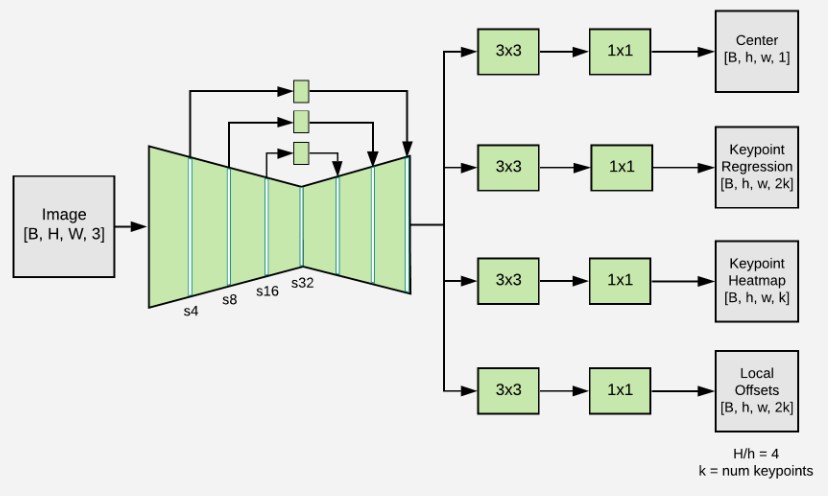 Image
[B, H, W, 3]
s4
s8
s16
s32
3x3
1x1
Center
[B, h, w, 1]
3x3
1x1
Keypoint
Regression
[B, h, w, 2k]
3x3
1x1
Keypoint
Heatmap
[B, h, w, k]
3x3
1x1
Local
Offsets
[B, h, w, 2k]
H/h = 4
k = num keypoints